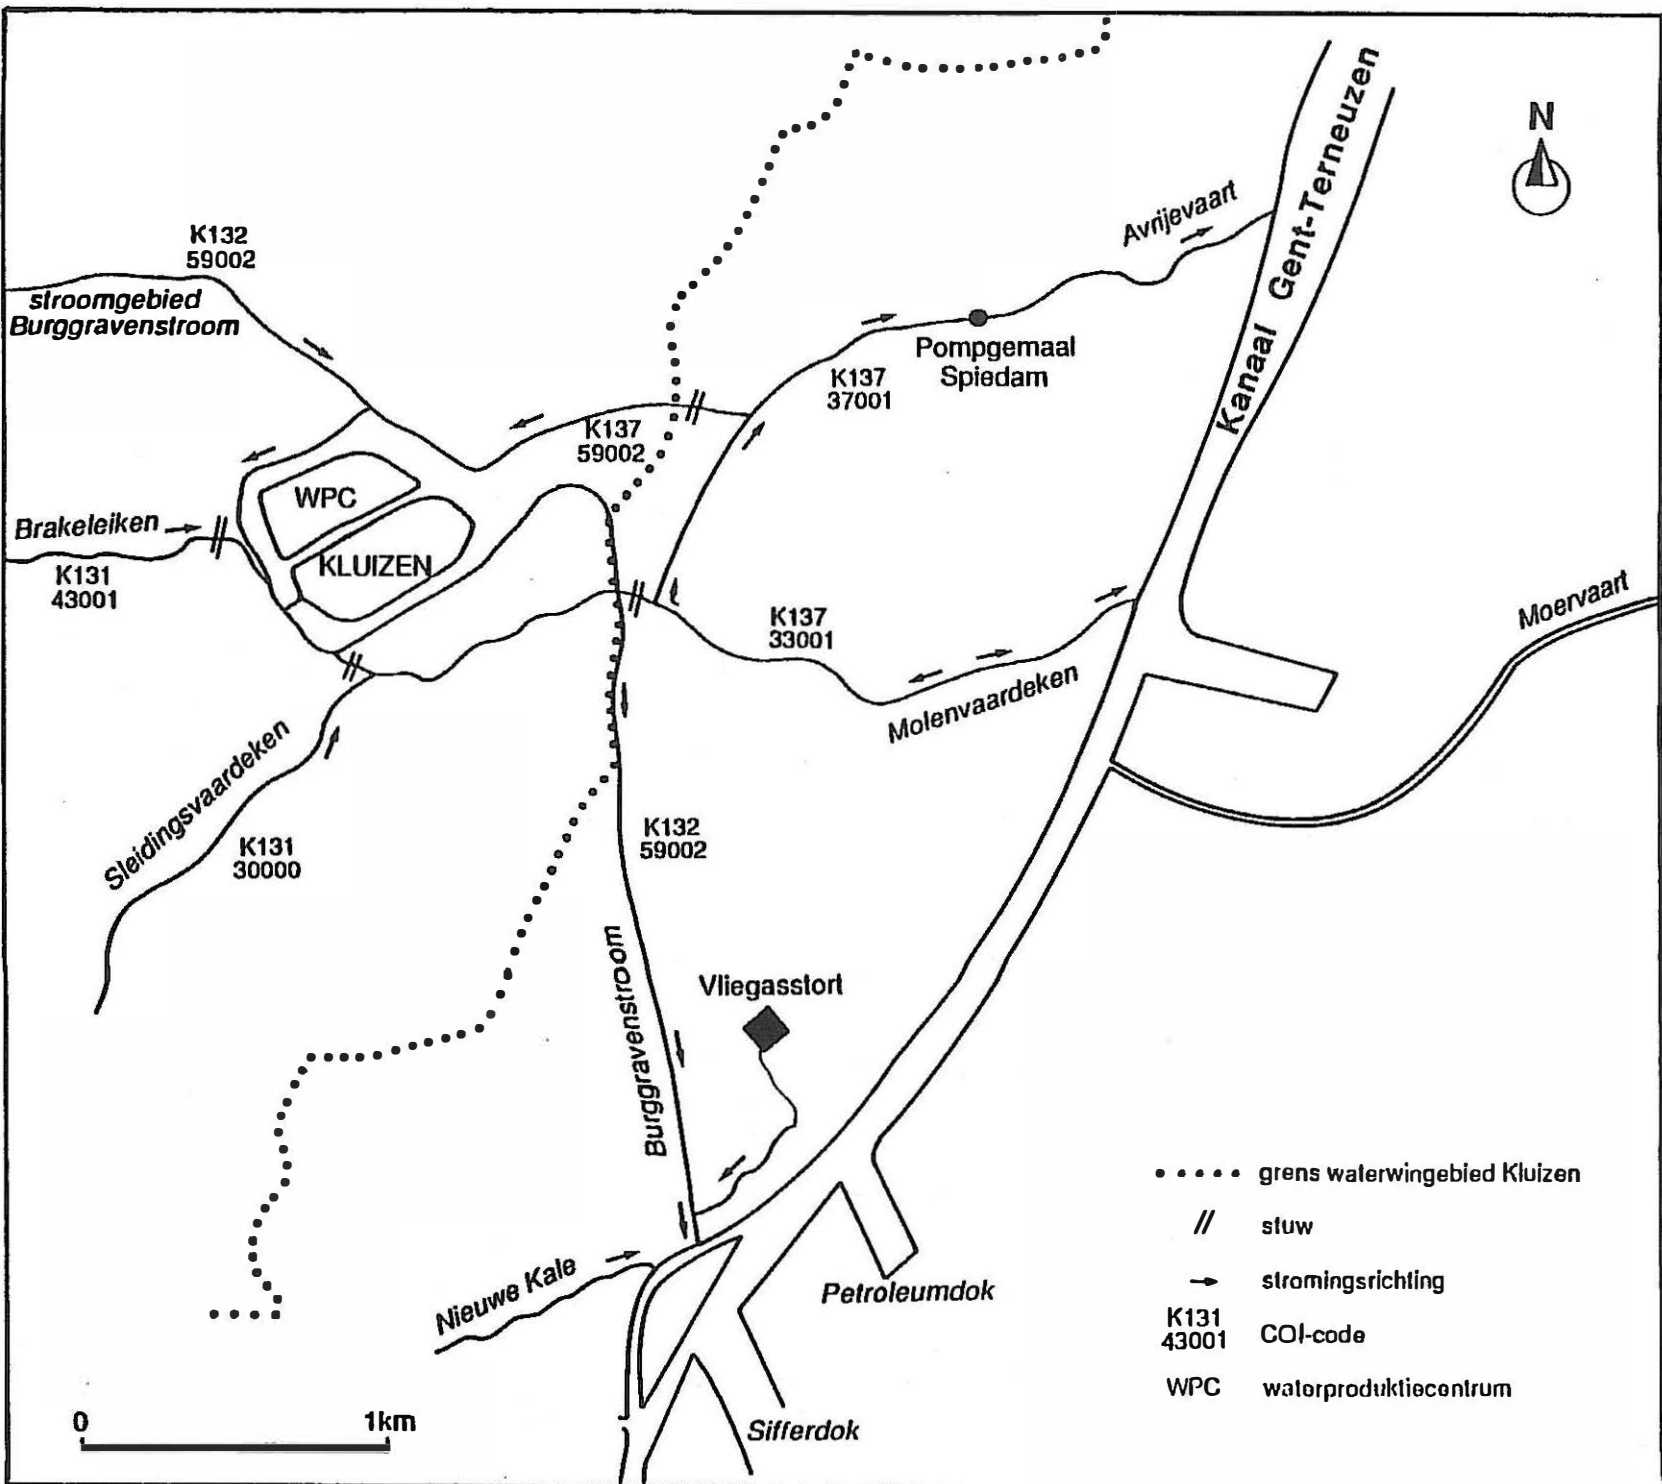 N
Kanaal Gent-Terneuzen
Avrijevaart
K132
59002
stroomgebied
Burggravenstroom
Pompgemaal
Spiedam
K137
37001
K137
59002
WPC
KLUIZEN
Brakeleiken
K131
43001
K137
33001
Moervaart
Molenvaardeken
Sleidingsvaardeken
K131
30000
K132
59002
Burggravenstroom
Vliegasstort
Nieuwe Kale
Petroleumdok
Sifferdok
grens waterwingebied Kluizen
stuw
stromingsrichting
K131
43001
COI-code
WPC
waterproduktiecentrum
0
1km